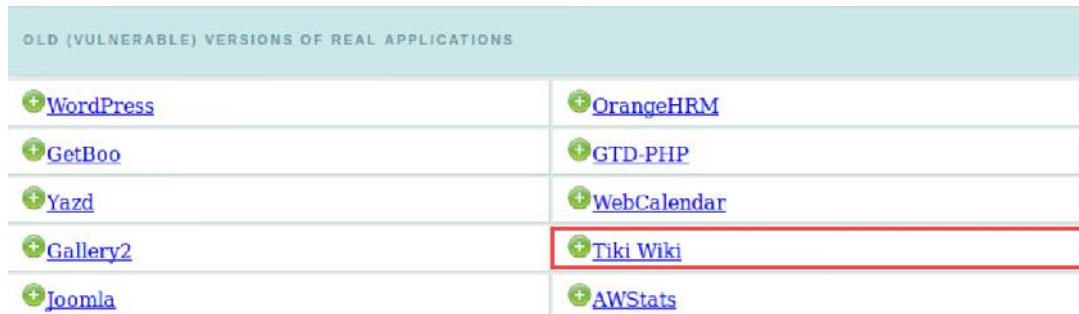 OLD (VULNERABLE) VERSIONS OF REAL APPLICATIONS
WordPress OrangeHRM
GetBoo GTD-PHP
Yazd WebCalendar
Gallery2 Tiki Wiki
Joomla AWStats